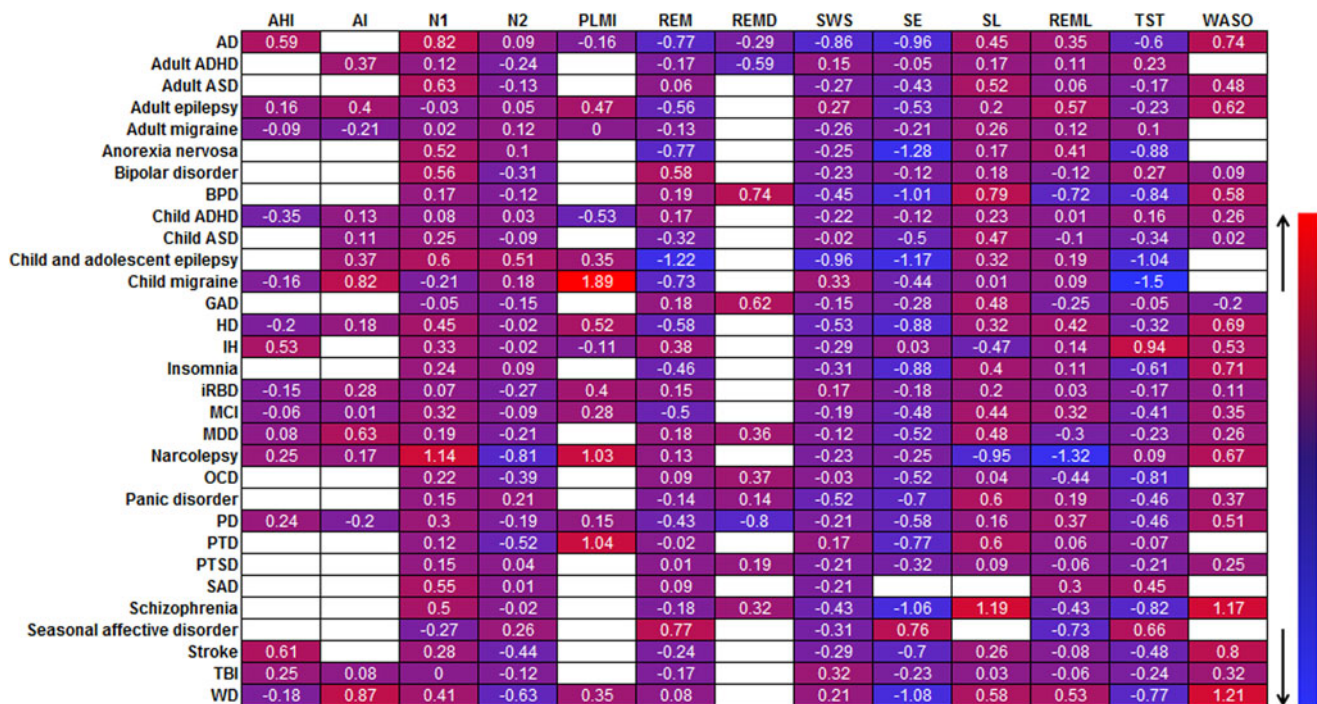 AHI AI N1 N2 PLMI REM REMD SWS SE SL REML TST WASO
AD 0.59 0.82 0.09 -0.16 -0.77 -0.29 -0.86 -0.96 0.45 0.35 -0.6 0.74
Adult ADHD 0.37 0.12 -0.24 -0.17 -0.59 0.15 -0.05 0.17 0.11 0.23
Adult ASD 0.63 -0.13 0.06 -0.27 -0.43 0.52 0.06 -0.17 0.48
Adult epilepsy 0.16 0.4 -0.03 0.05 0.47 -0.56 0.27 -0.53 0.2 0.57 -0.23 0.62
Adult migraine -0.09 -0.21 0.02 0.12 0 -0.13 -0.26 -0.21 0.26 0.12 0.1
Anorexia nervosa 0.52 0.1 -0.77 -0.25 -1.28 0.17 0.41 -0.88
Bipolar disorder 0.56 -0.31 0.58 -0.23 -0.12 0.18 -0.12 0.27 0.09
BPD 0.17 -0.12 0.19 0.74 -0.45 -1.01 0.79 -0.72 -0.84 0.58
Child ADHD -0.35 0.13 0.08 0.03 -0.53 0.17 -0.22 -0.12 0.23 0.01 0.16 0.26
Child ASD 0.11 0.25 -0.09 -0.32 -0.02 -0.5 0.47 -0.1 -0.34 0.02
Child and adolescent epilepsy 0.37 0.6 0.51 0.35 -1.22 -0.96 -1.17 0.32 0.19 -1.04
Child migraine -0.16 0.82 -0.21 0.18 1.89 -0.73 0.33 -0.44 0.01 0.09 -1.5
GAD -0.05 -0.15 0.18 0.62 -0.15 -0.28 0.48 -0.25 -0.05 -0.2
HD -0.2 0.18 0.45 -0.02 0.52 -0.58 -0.53 -0.88 0.32 0.42 -0.32 0.69
IH 0.53 0.33 -0.02 -0.11 0.38 -0.29 0.03 -0.47 0.14 0.94 0.53
Insomnia 0.24 0.09 -0.46 -0.31 -0.88 0.4 0.11 -0.61 0.71
iRBD -0.15 0.28 0.07 -0.27 0.4 0.15 0.17 -0.18 0.2 0.03 -0.17 0.11
MCI -0.06 0.01 0.32 -0.09 0.28 -0.5 -0.19 -0.48 0.44 0.32 -0.41 0.35
MDD 0.08 0.63 0.19 -0.21 0.18 0.36 -0.12 -0.52 0.48 -0.3 -0.23 0.26
Narcolepsy 0.25 0.17 1.14 -0.81 1.03 0.13 -0.23 -0.25 -0.95 -1.32 0.09 0.67
OCD 0.22 -0.39 0.09 0.37 -0.03 -0.52 0.04 -0.44 -0.81
Panic disorder 0.15 0.21 -0.14 0.14 -0.52 -0.7 0.6 0.19 -0.46 0.37
PD 0.24 -0.2 0.3 -0.19 0.15 -0.43 -0.8 -0.21 -0.58 0.16 0.37 -0.46 0.51
PTD 0.12 -0.52 1.04 -0.02 0.17 -0.77 0.6 0.06 -0.07
PTSD 0.15 0.04 0.01 0.19 -0.21 -0.32 0.09 -0.06 -0.21 0.25
SAD 0.55 0.01 0.09 -0.21 0.3 0.45
Schizophrenia 0.5 -0.02 -0.18 0.32 -0.43 -1.06 1.19 -0.43 -0.82 1.17
Seasonal affective disorder -0.27 0.26 0.77 -0.31 0.76 -0.73 0.66
Stroke 0.61 0.28 -0.44 -0.24 -0.29 -0.7 0.26 -0.08 -0.48 0.8
TBI 0.25 0.08 0 -0.12 -0.17 0.32 -0.23 0.03 -0.06 -0.24 0.32
WD -0.18 0.87 0.41 -0.63 0.35 0.08 0.21 -1.08 0.58 0.53 -0.77 1.21